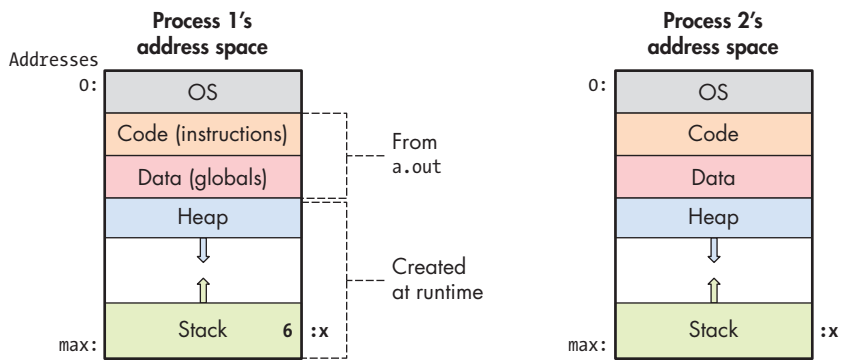 Process 1's
address space
Addresses
0:
OS
Code (instructions)
Data (globals)
Heap
Stack
6
:x
max:
From
a.out
Created
at runtime
Process 2's
address space
0:
OS
Code
Data
Heap
Stack
:x
max: